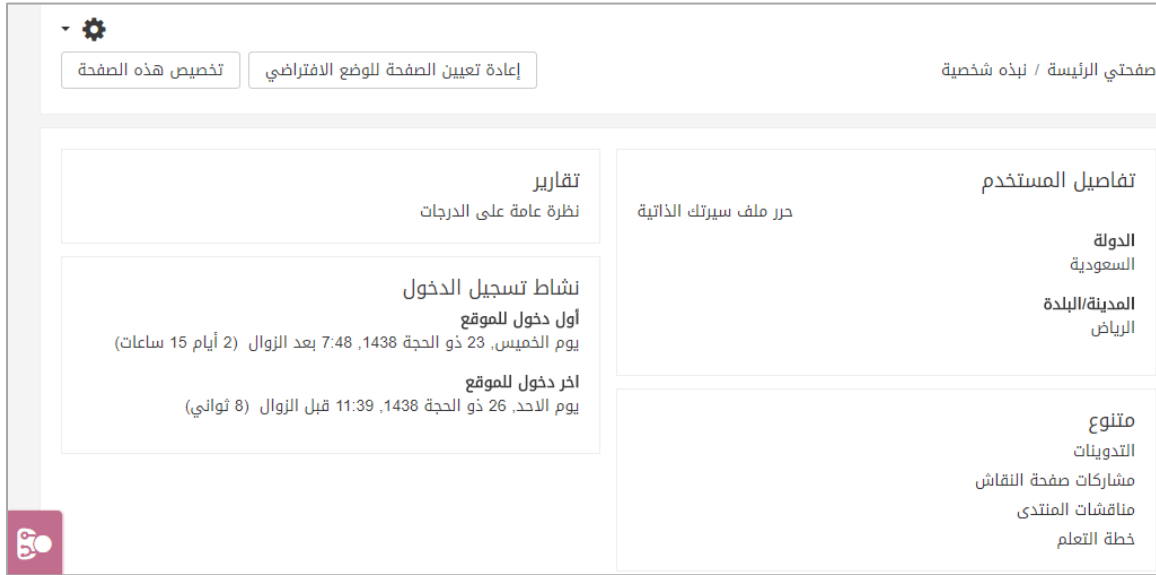 صفحتي الرئيسة / نبذه شخصية
إعادة تعيين الصفحة للوضع الافتراضي
تخصيص هذه الصفحة
تفاصيل المستخدم
حرر ملف سيرتك الذاتية
الدولة
السعودية
المدينة/البلدة
الرياض
متنوع
التدوينات
مشاركات صفحة النقاش
مناقشات المنتدى
خطة التعلم
تقارير
نظرة عامة على الدرجات
نشاط تسجيل الدخول
أول دخول للموقع
يوم الخميس, 23 ذو الحجة 1438, 7:48 بعد الزوال (2 أيام 15 ساعات)
اخر دخول للموقع
يوم الاحد, 26 ذو الحجة 1438, 11:39 قبل الزوال (8 ثواني)